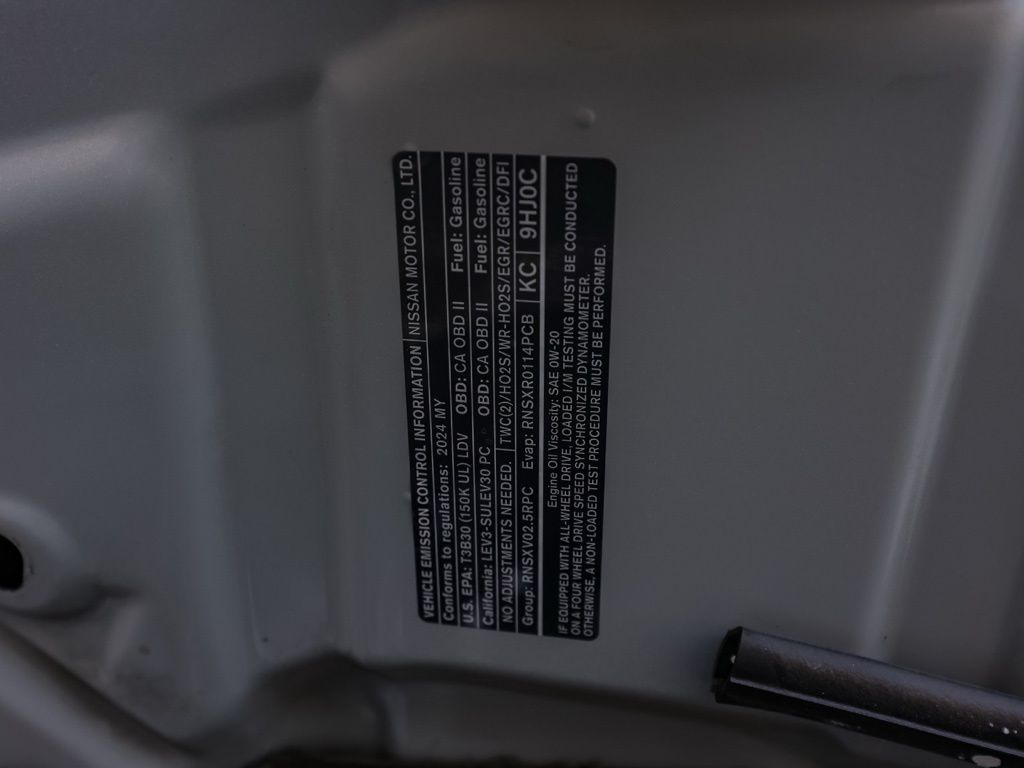 VEHICLE EMISSION CONTROL INFORMATION NISSAN MOTOR CO., LTD.
Conforms to regulations: 2024 MY
U.S. EPA: T3B30 (150K UL) LDV OBD: CA OBD II Fuel: Gasoline
California: LEV3-SULEV30 PC OBD: CA OBD II Fuel: Gasoline
NO ADJUSTMENTS NEEDED. TWC(2)/HO2S/WR-HO2S/EGR/EGRC/DFI
Group: RNSXV02.5RPC Evap: RNSXR0114PCB KC 9HJ0C
Engine Oil Viscosity: SAE 0W-20
IF EQUIPPED WITH ALL-WHEEL DRIVE, LOADED I/M TESTING MUST BE CONDUCTED
ON A FOUR WHEEL DRIVE SPEED SYNCHRONIZED DYNAMOMETER.
OTHERWISE, A NON-LOADED TEST PROCEDURE MUST BE PERFORMED.